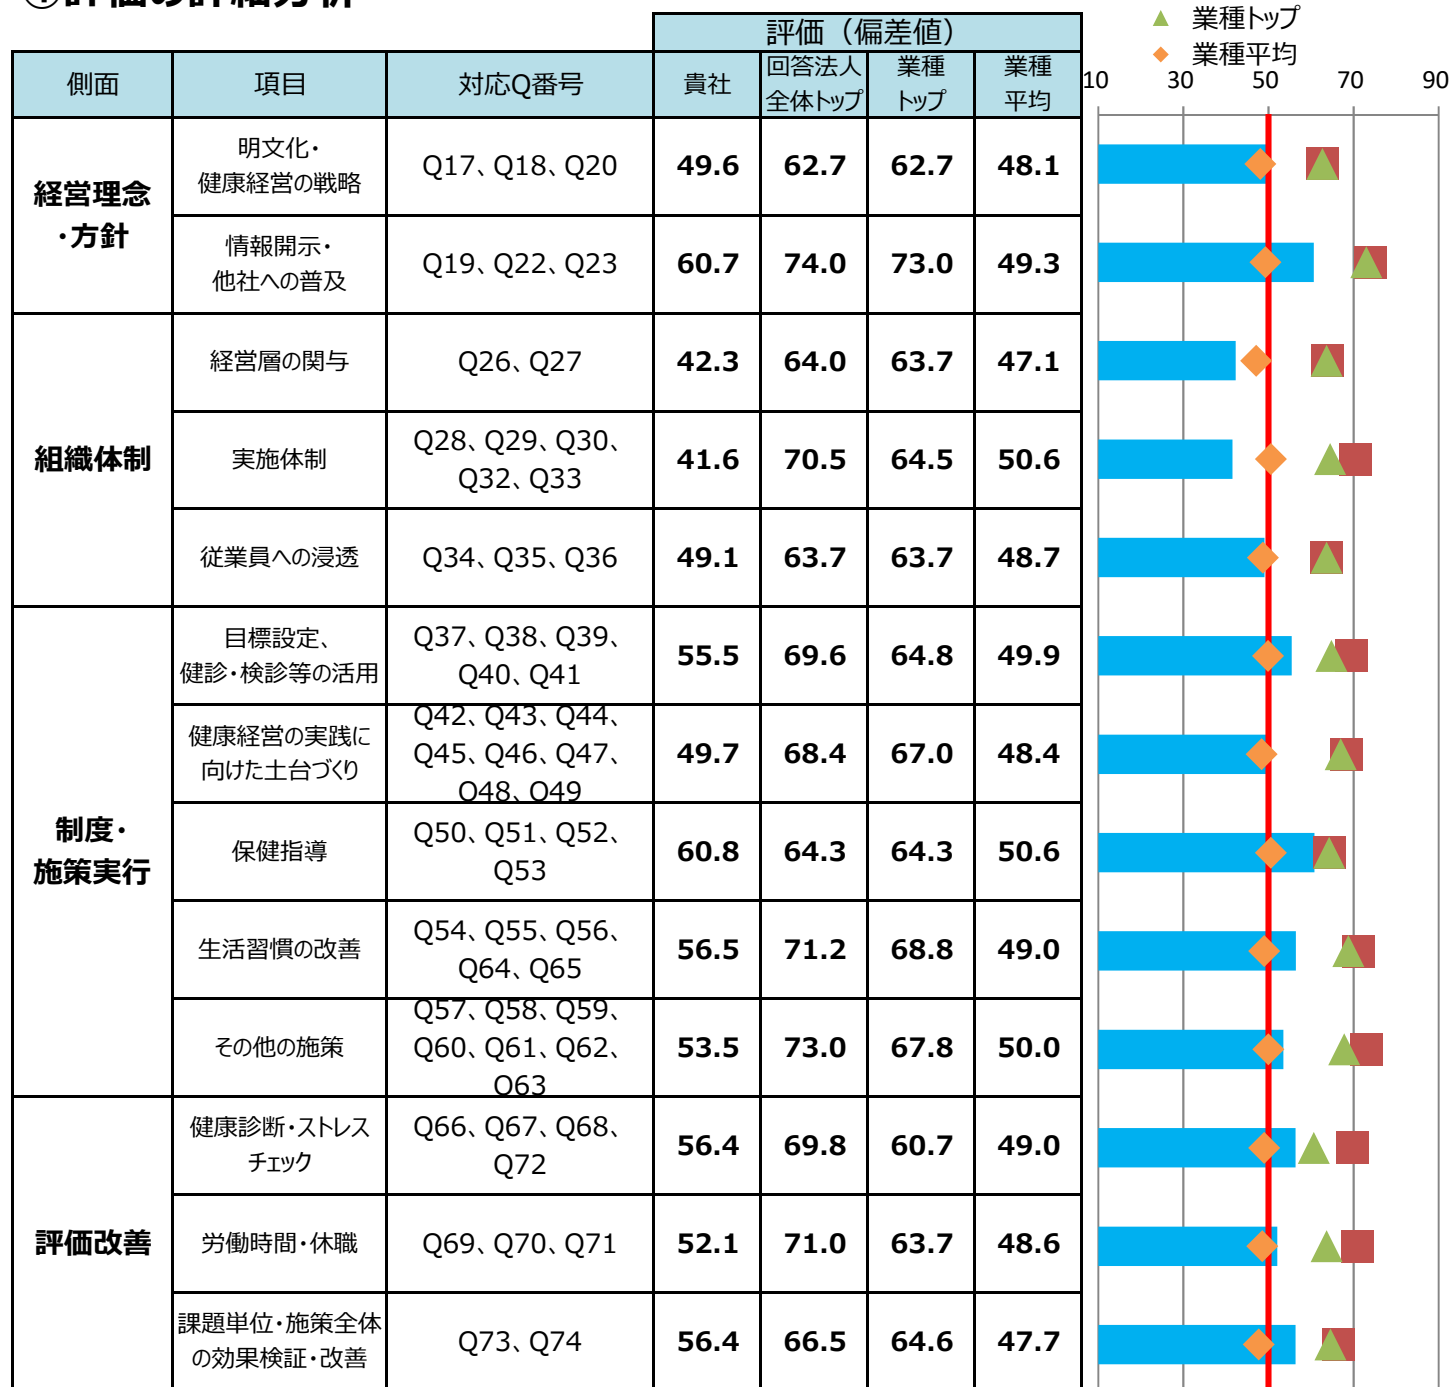 ①評価の詳細分析
業種トップ
業種平均
評価（偏差値）
側面 項目 対応Q番号 貴社 回答法人 業種 業種
全体トップ トップ 平均
10 30 50 70 90
経営理念
・方針
明文化・
健康経営の戦略
Q17、Q18、Q20
49.6 62.7 62.7 48.1
情報開示・
他社への普及
Q19、Q22、Q23
60.7 74.0 73.0 49.3
組織体制
経営層の関与
Q26、Q27
42.3 64.0 63.7 47.1
実施体制
Q28、Q29、Q30、
Q32、Q33
41.6 70.5 64.5 50.6
従業員への浸透
Q34、Q35、Q36
49.1 63.7 63.7 48.7
制度・
施策実行
目標設定、
健診・検診等の活用
Q37、Q38、Q39、
Q40、Q41
55.5 69.6 64.8 49.9
健康経営の実践に
向けた土台づくり
Q42、Q43、Q44、
Q45、Q46、Q47、
Q48、Q49
49.7 68.4 67.0 48.4
保健指導
Q50、Q51、Q52、
Q53
60.8 64.3 64.3 50.6
生活習慣の改善
Q54、Q55、Q56、
Q64、Q65
56.5 71.2 68.8 49.0
その他の施策
Q57、Q58、Q59、
Q60、Q61、Q62、
Q63
53.5 73.0 67.8 50.0
評価改善
健康診断・ストレス
チェック
Q66、Q67、Q68、
Q72
56.4 69.8 60.7 49.0
労働時間・休職
Q69、Q70、Q71
52.1 71.0 63.7 48.6
課題単位・施策全体
の効果検証・改善
Q73、Q74
56.4 66.5 64.6 47.7